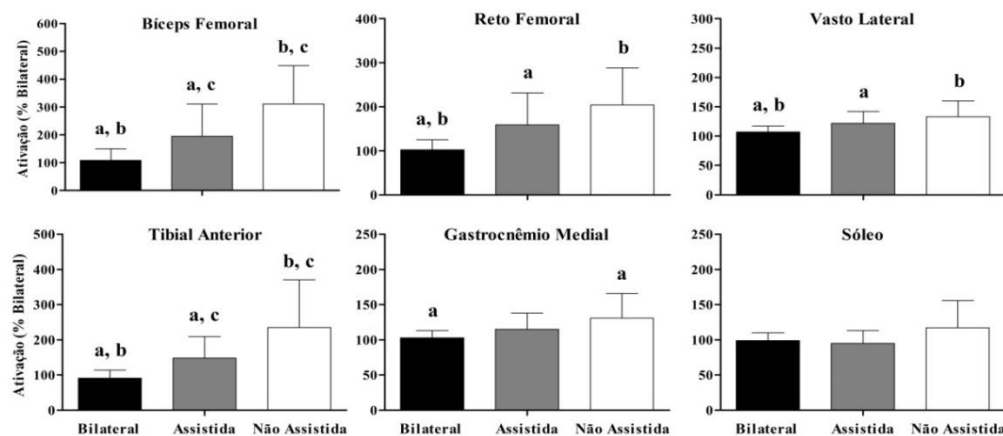 Bíceps Femoral
Ativação (% Bilateral)
600
500
400
300
200
100
0
a, b
a, c
b, c
Reto Femoral
400
300
200
100
0
a, b
a
b
Vasto Lateral
300
250
200
150
100
50
0
a, b
a
b
Tibial Anterior
Ativação (% Bilateral)
500
400
300
200
100
0
a, b
a, c
b, c
Bilateral Assistida Não Assistida
Gastrocnêmio Medial
250
200
150
100
50
0
a
a
Bilateral Assistida Não Assistida
Sóleo
250
200
150
100
50
0
Bilateral Assistida Não Assistida